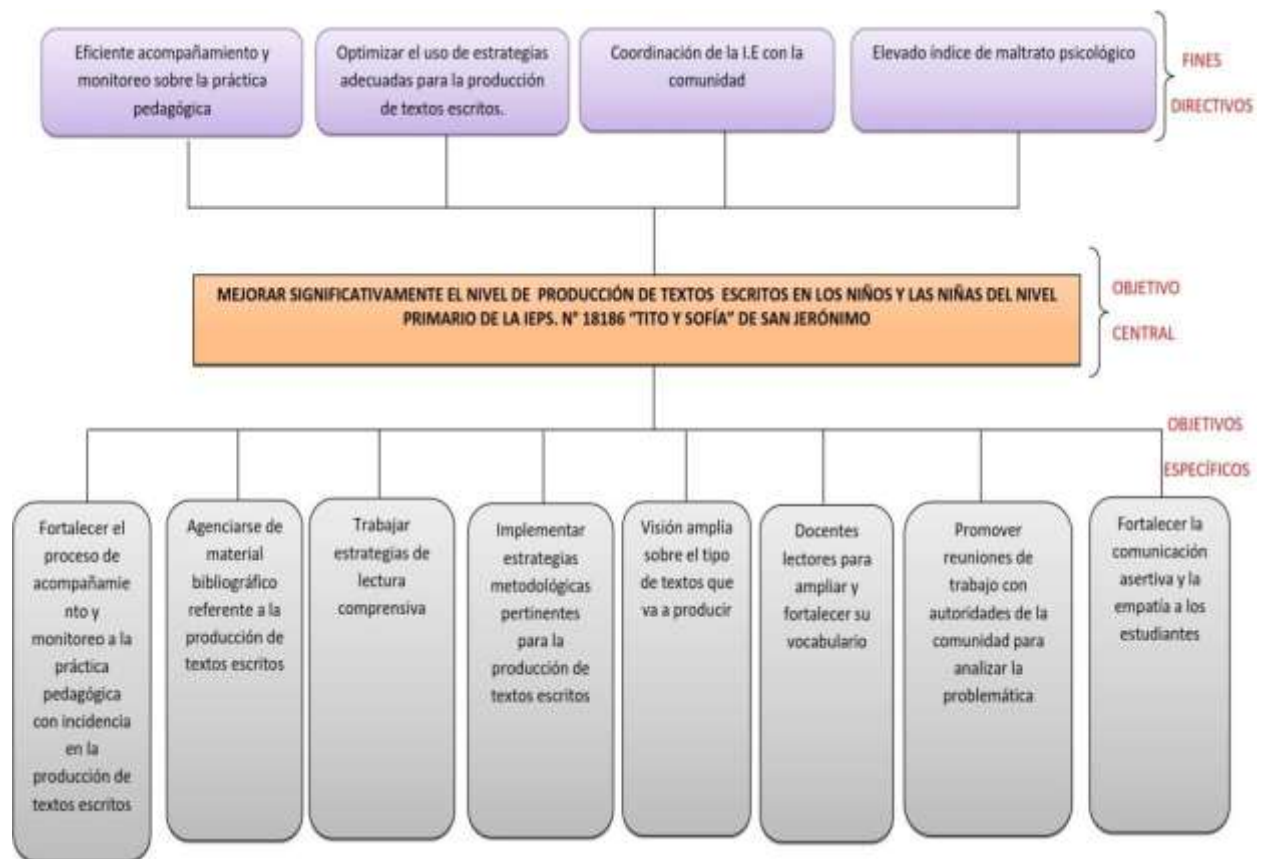 Eficiente acompañamiento y
monitoreo sobre la práctica
pedagógica
Optimizar el uso de estrategias
adecuadas para la producción
de textos escritos.
Coordinación de la I.E con la
comunidad
Elevado índice de maltrato psicológico
FINES
DIRECTIVOS
MEJORAR SIGNIFICATIVAMENTE EL NIVEL DE PRODUCCIÓN DE TEXTOS ESCRITOS EN LOS NIÑOS Y LAS NIÑAS DEL NIVEL
PRIMARIO DE LA IEPS. N° 18186 “TITO Y SOFÍA” DE SAN JERÓNIMO
OBJETIVO
CENTRAL
OBJETIVOS
ESPECÍFICOS
Fortalecer el
proceso de
acompañamie
nto y
monitoreo a la
práctica
pedagógica
con incidencia
en la
producción de
textos escritos
Agenciarse de
material
bibliográfico
referente a la
producción de
textos escritos
Trabajar
estrategias de
lectura
comprensiva
Implementar
estrategias
metodológicas
pertinentes
para la
producción de
textos escritos
Visión amplia
sobre el tipo
de textos que
va a producir
Docentes
lectores para
ampliar y
fortalecer su
vocabulario
Promover
reuniones de
trabajo con
autoridades de la
comunidad para
analizar la
problemática
Fortalecer la
comunicación
asertiva y la
empatía a los
estudiantes